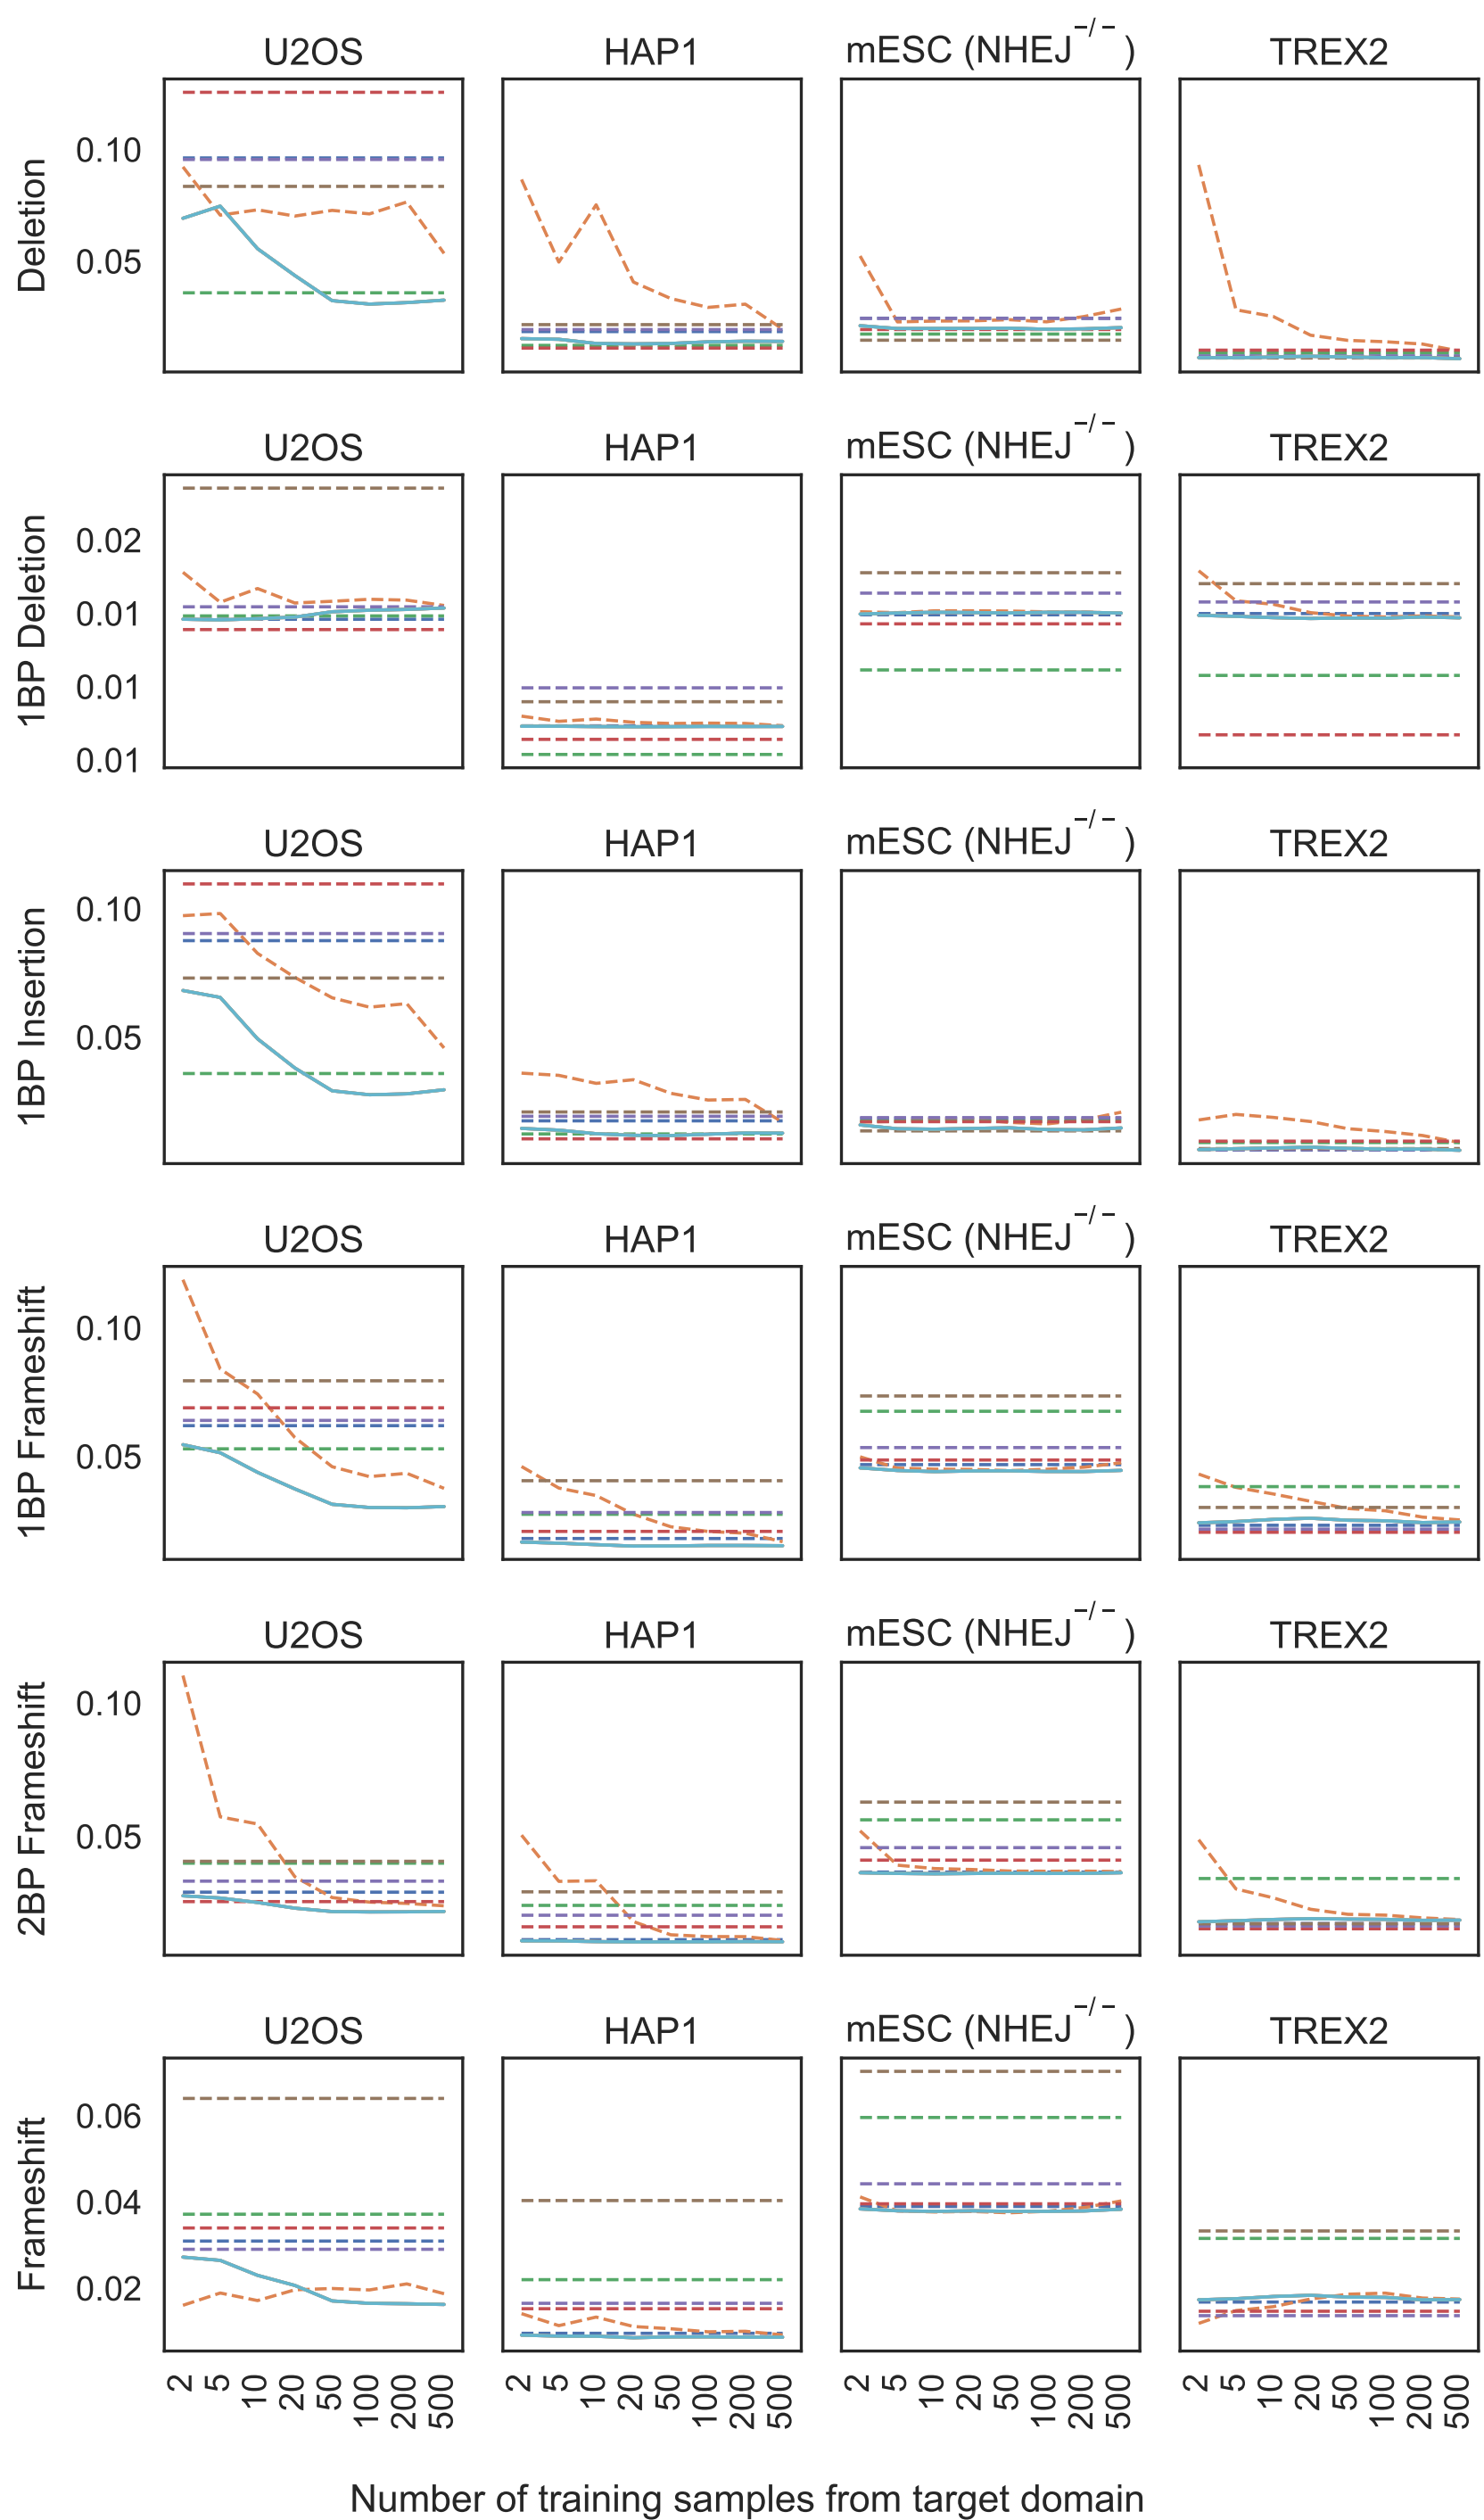 U2OS HAP1 mESC (NHEJ−/−) TREX2
Deletion
0.10
0.05
U2OS HAP1 mESC (NHEJ−/−) TREX2
1BP Deletion
0.02
0.01
0.01
0.01
U2OS HAP1 mESC (NHEJ−/−) TREX2
1BP Insertion
0.10
0.05
U2OS HAP1 mESC (NHEJ−/−) TREX2
1BP Frameshift
0.10
0.05
U2OS HAP1 mESC (NHEJ−/−) TREX2
2BP Frameshift
0.10
0.05
U2OS HAP1 mESC (NHEJ−/−) TREX2
Frameshift
0.06
0.04
0.02
2 5 10 20 50 100 200 500 2 5 10 20 50 100 200 500 2 5 10 20 50 100 200 500 2 5 10 20 50 100 200 500
Number of training samples from target domain